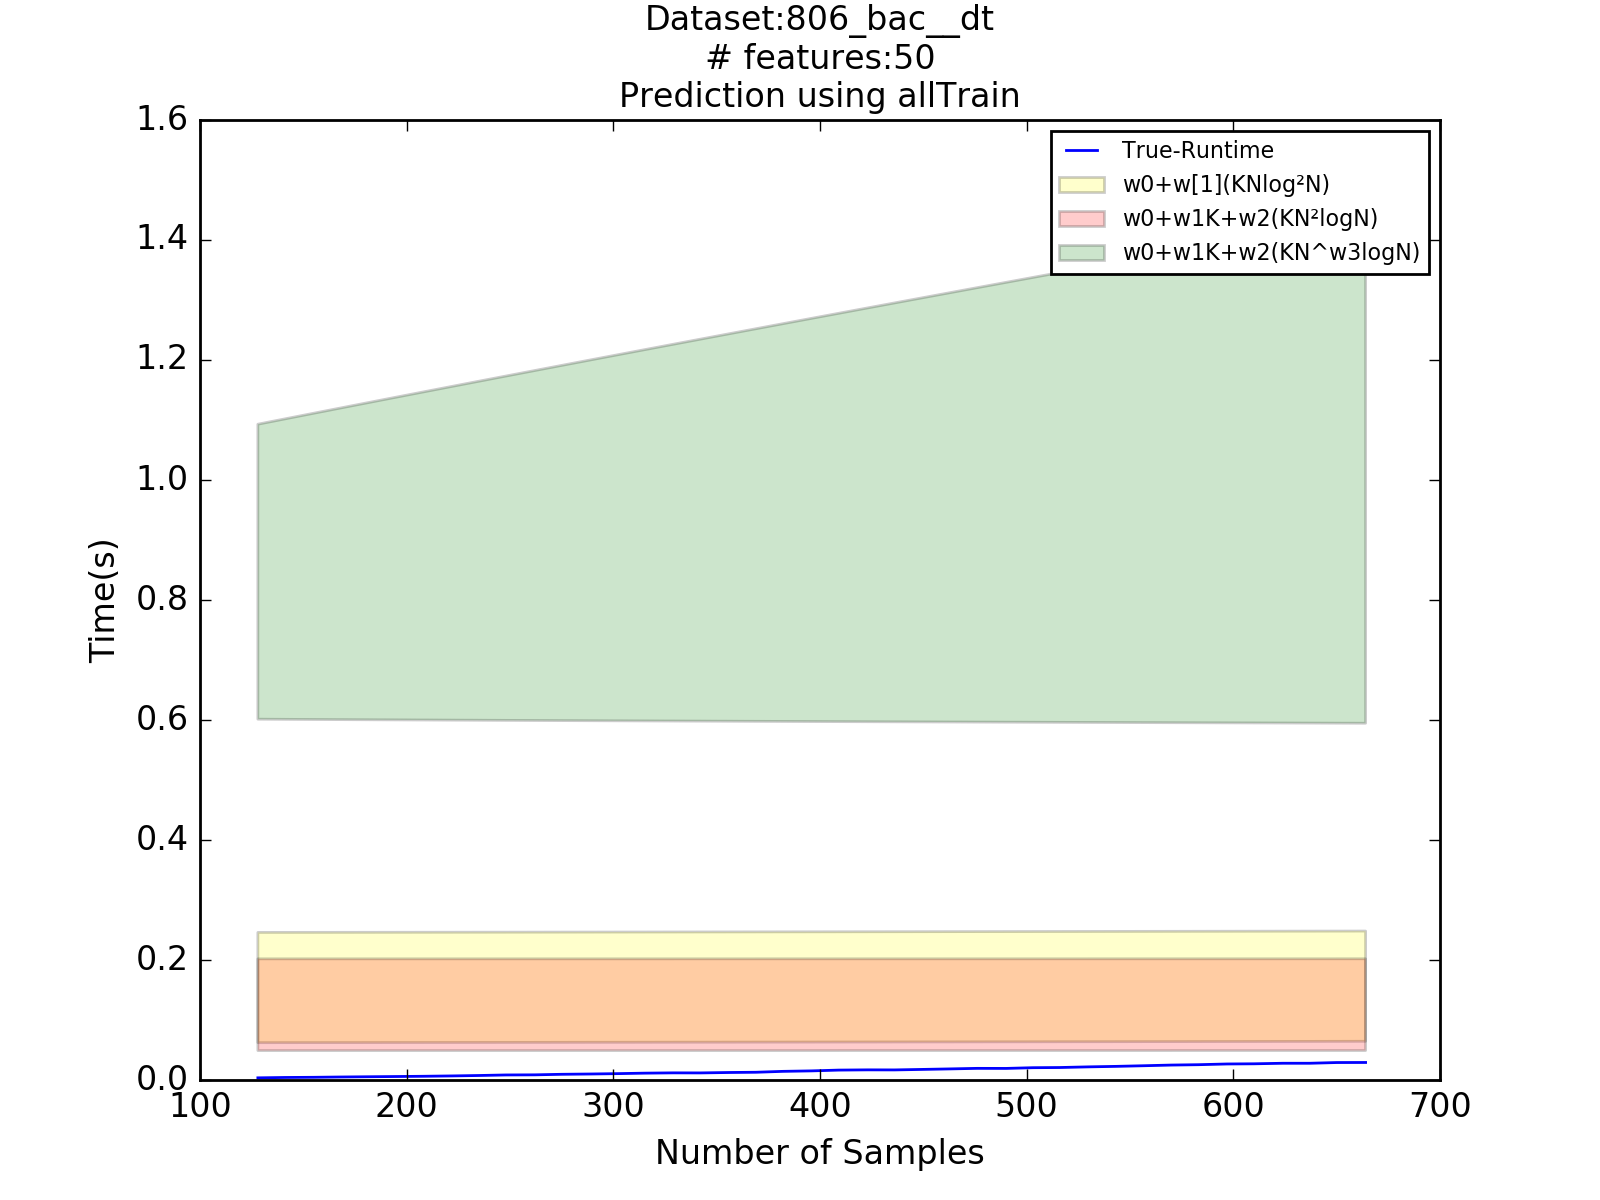 Dataset:806_bac__dt
# features:50
Prediction using allTrain
1.6
1.4
1.2
1.0
0.8
0.6
0.4
0.2
0.0
Time(s)
True-Runtime
w0+w[1](KNlog²N)
w0+w1K+w2(KN²logN)
w0+w1K+w2(KN^w3logN)
100 200 300 400 500 600 700
Number of Samples